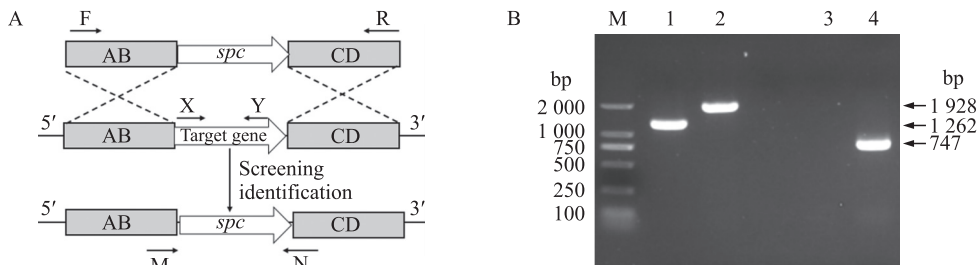 A
F
R
AB
spc
CD
X
Y
5′
AB
Target gene
CD
3′
Screening
identification
5′
AB
spc
CD
3′
M
N
B
M 1 2 3 4
bp
2 000
1 000
750
500
250
100
bp
1 928
1 262
747